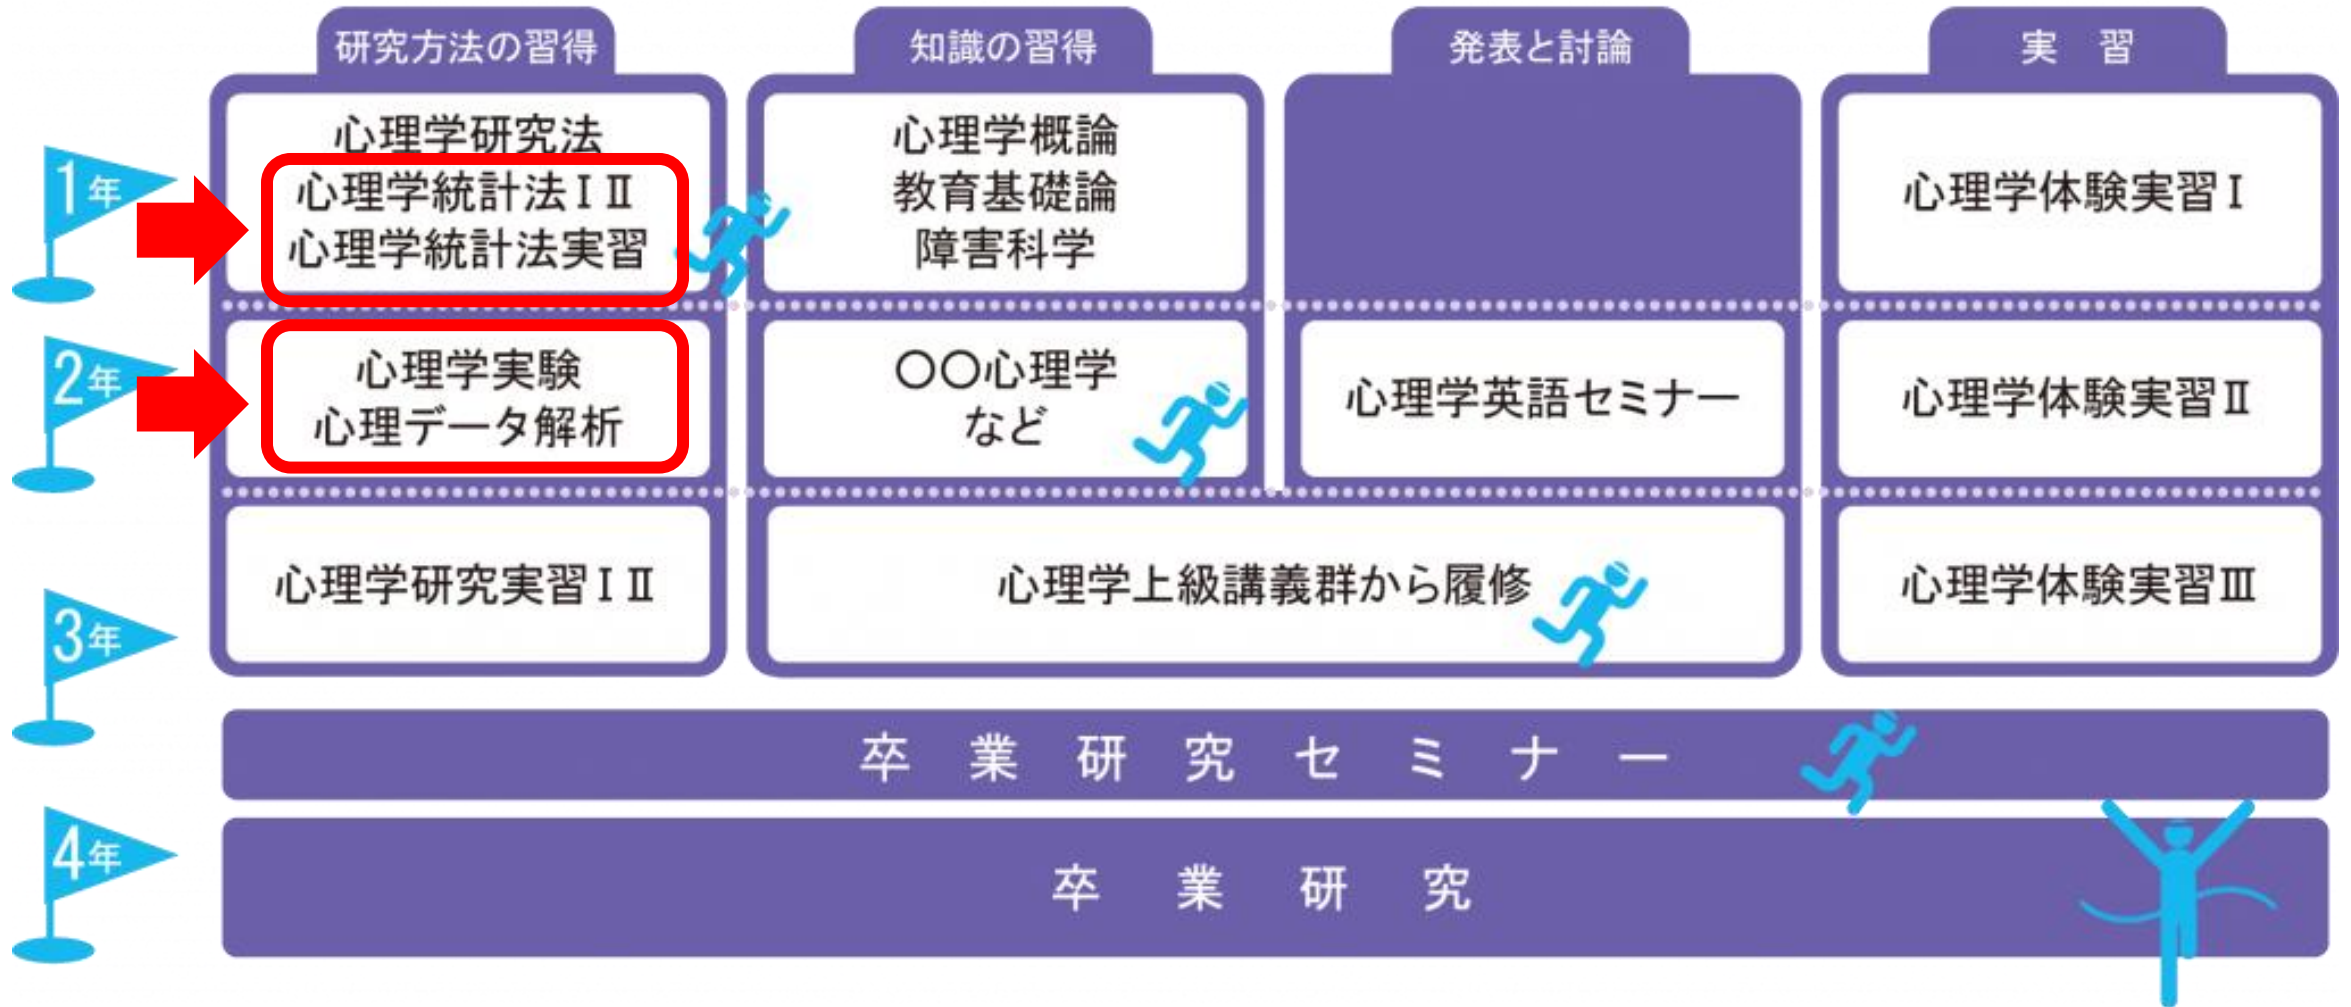 研究方法の習得
知識の習得
発表と討論
実 習
1年
心理学研究法
心理学統計法ⅠⅡ
心理学統計法実習
心理学概論
教育基礎論
障害科学
心理学体験実習Ⅰ
2年
心理学実験
心理データ解析
〇〇心理学
など
心理学英語セミナー
心理学体験実習Ⅱ
3年
心理学研究実習ⅠⅡ
心理学上級講義群から履修
心理学体験実習Ⅲ
卒業研究セミナー
4年
卒業研究